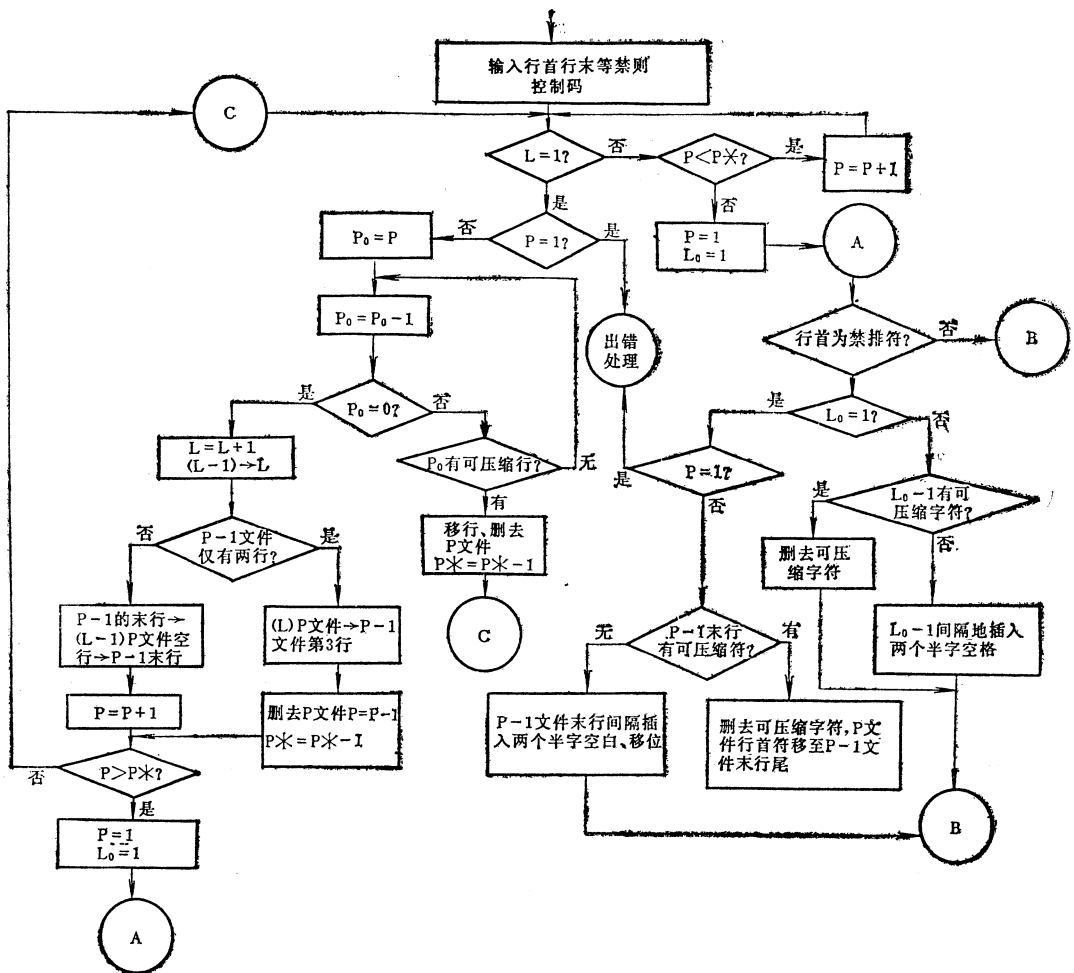 输入行首行末等禁则
控制码
C
L=1?
否
P<P*?
是
P=P+1
是
否
P₀=P
否
P=1?
是
P=1
L₀=1
A
P₀=P₀-1
出错
处理
行首为禁排符?
否
B
是
P₀=0?
否
是
L₀=1?
否
L=L+1
(L-1)→L
P₀有可压缩行?
无
是
P=1?
否
是
L₀-1有可
压缩字符?
否
有
否
P-1文件
仅有两行?
是
移行、删去
P文件
P*=P*-1
删去可压
缩字符
P-1的末行→
(L-1)P文件空
行→P-1末行
(L)P文件→P-1
文件第3行
C
无
P-1末行
有可压缩符?
有
L₀-1间隔地插入
两个半字空格
P=P+1
删去P文件P=P-1
P*=P*-1
P-1文件末行间隔插
入两个半字空白、移位
删去可压缩字符,P文
件行首符移至P-1文
件末行尾
否
P>P*?
是
P=1
L₀=1
B
A